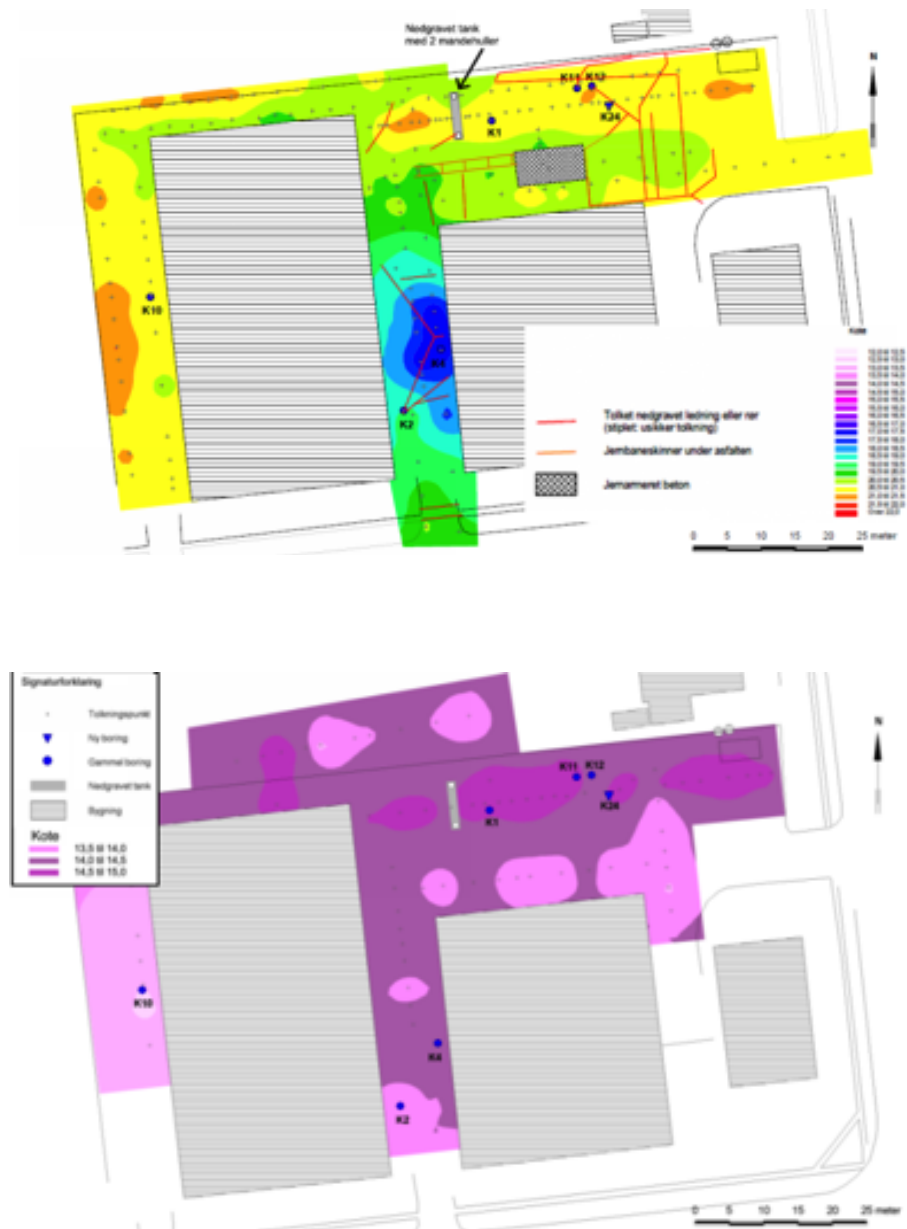 Nedgravet tank
med 2 mandehuller
N
K11
K12
K1
K24
K10
K4
K2
Kote
Tolket nedgravet ledning eller rør
(stiplet: usikker tolkning)
Jernbaneskinner under asfalten
Jernarmeret beton
0 5 10 15 20 25 meter
Signaturforklaring
Tolkningspunkt
Ny boring
Gammel boring
Nedgravet tank
Bygning
Kote
13,5 til 14,0
14,0 til 14,5
14,5 til 15,0
N
K11
K12
K1
K24
K10
K4
K2
0 5 10 15 20 25 meter